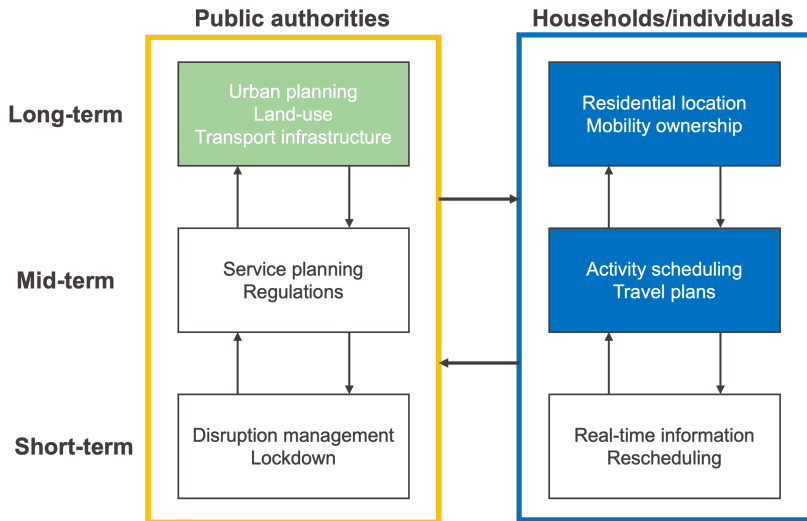 Public authorities
Households/individuals
Long-term
Urban planning
Land-use
Transport infrastructure
Residential location
Mobility ownership
Mid-term
Service planning
Regulations
Activity scheduling
Travel plans
Short-term
Disruption management
Lockdown
Real-time information
Rescheduling